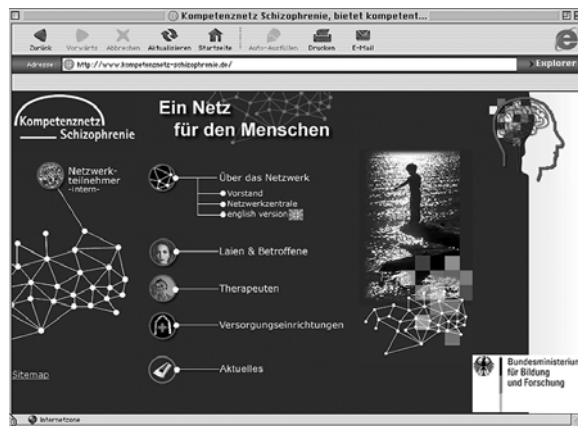 Kompetenznetz Schizophrenie, bietet kompetent...
Zurück Vorwärts Abbrechen Aktualisieren Startseite Auto-Ausfüllen Drucken E-Mail
Adresse: http://www.kompetenznetz-schizophrenie.de/ Explorer
Kompetenznetz
Schizophrenie
Ein Netz
für den Menschen
Netzwerk-
teilnehmer
-intern-
Über das Netzwerk
Vorstand
Netzwerkzentrale
english version
Laien & Betroffene
Therapeuten
Versorgungseinrichtungen
Aktuelles
Sitemap
Bundesministerium
für Bildung
und Forschung
Internetzone